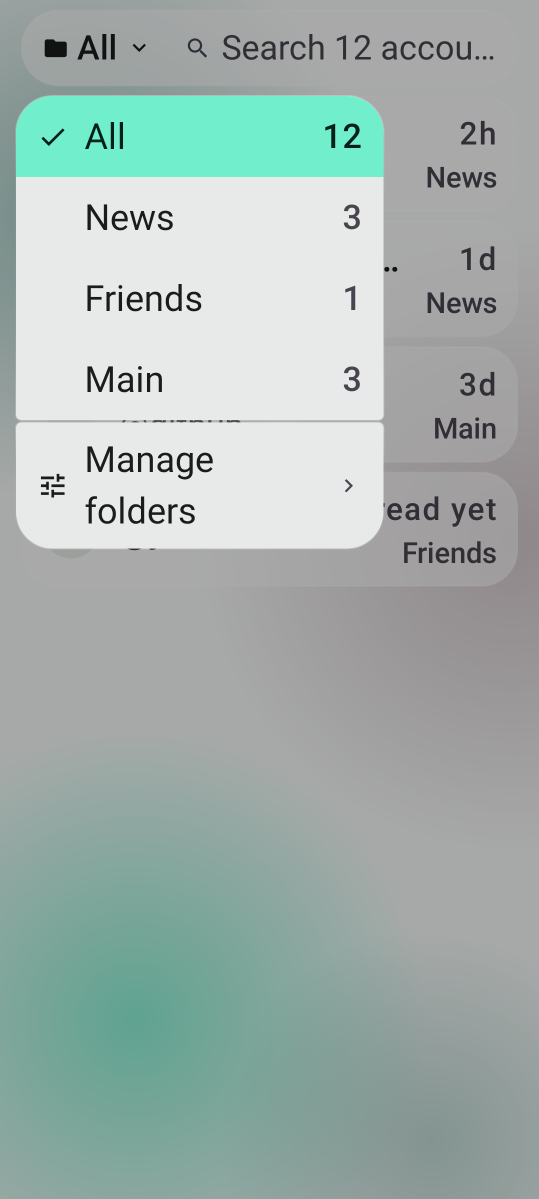 All
Search 12 accou...
All 12
News 3
Friends 1
Main 3
Manage
folders
2h
News
1d
News
3d
Main
read yet
Friends